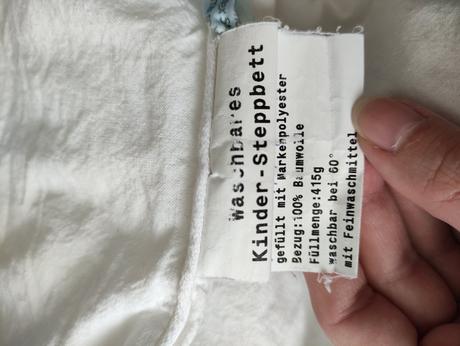 Waschbares
Kinder-Steppbett
gefüllt mit Markenpolyester
Bezug:100% Baumwolle
Füllmenge:415g
waschbar bei 60°
mit Feinwaschmittel